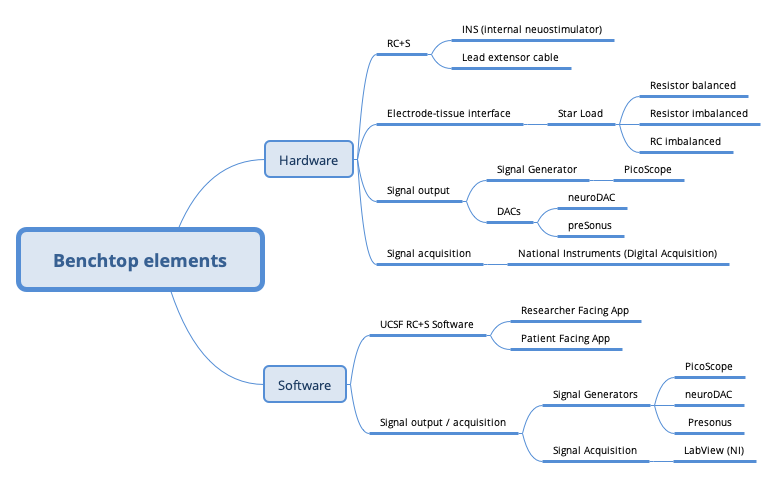 Benchtop elements
Hardware
RC+S
INS (internal neuostimulator)
Lead extensor cable
Electrode-tissue interface
Star Load
Resistor balanced
Resistor imbalanced
RC imbalanced
Signal output
Signal Generator
PicoScope
DACs
neuroDAC
preSonus
Signal acquisition
National Instruments (Digital Acquisition)
Software
UCSF RC+S Software
Researcher Facing App
Patient Facing App
Signal output / acquisition
Signal Generators
PicoScope
neuroDAC
Presonus
Signal Acquisition
LabView (NI)